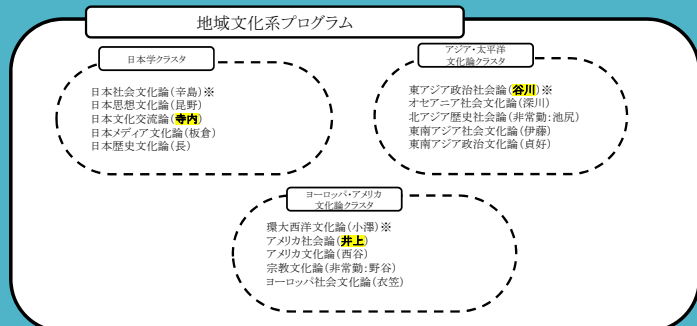 地域文化系プログラム
日本学クラスタ
日本社会文化論(辛島)※
日本思想文化論(昆野)
日本文化交流論(寺内)
日本メディア文化論(板倉)
日本歴史文化論(長)
アジア・太平洋
文化論クラスタ
東アジア政治社会論(谷川)※
オセアニア社会文化論(深川)
北アジア歴史社会論(非常勤:池尻)
東南アジア社会文化論(伊藤)
東南アジア政治文化論(貞好)
ヨーロッパ・アメリカ
文化論クラスタ
環大西洋文化論(小澤)※
アメリカ社会論(井上)
アメリカ文化論(西谷)
宗教文化論(非常勤:野谷)
ヨーロッパ社会文化論(衣笠)